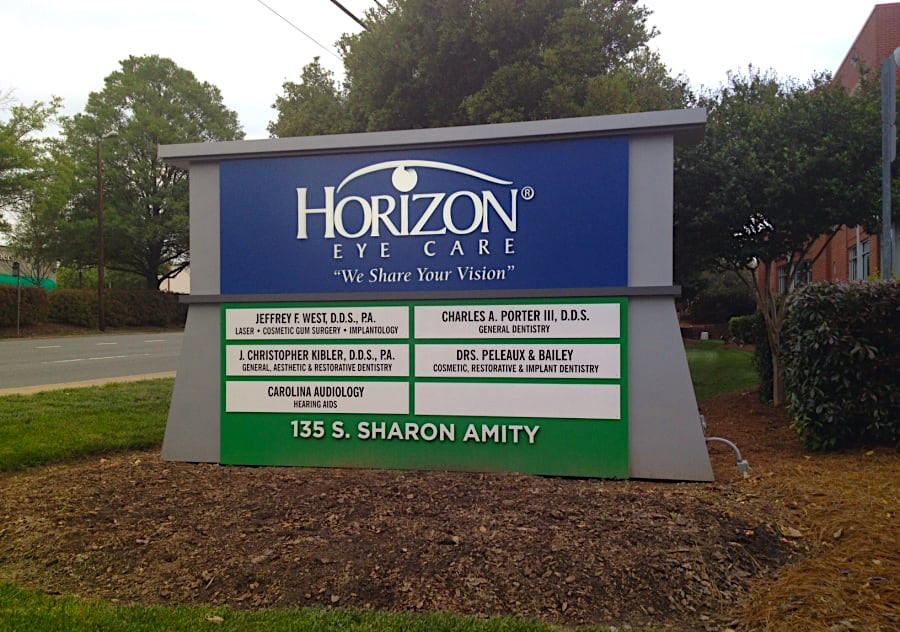 HORIZON®
EYE CARE
"We Share Your Vision"
JEFFREY F. WEST, D.D.S., P.A.
LASER • COSMETIC GUM SURGERY • IMPLANTOLOGY
CHARLES A. PORTER III, D.D.S.
GENERAL DENTISTRY
J. CHRISTOPHER KIBLER, D.D.S., P.A.
GENERAL, AESTHETIC & RESTORATIVE DENTISTRY
DRS. PELEAUX & BAILEY
COSMETIC, RESTORATIVE & IMPLANT DENTISTRY
CAROLINA AUDIOLOGY
HEARING AIDS
135 S. SHARON AMITY